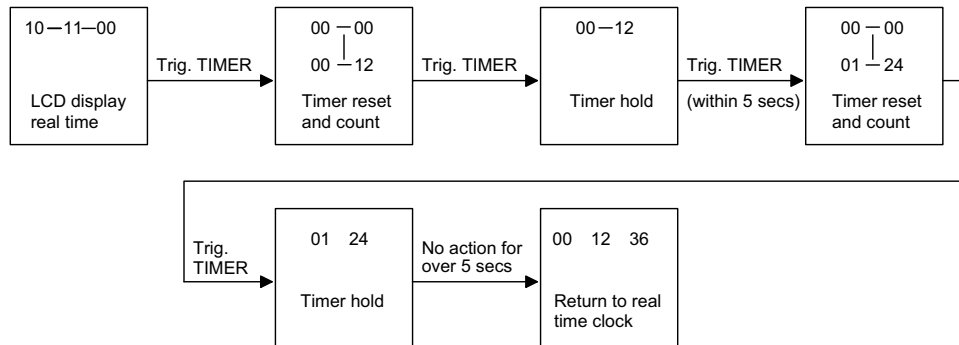 10—11—00
LCD display
real time
Trig. TIMER
00 — 00
00 — 12
Timer reset
and count
Trig. TIMER
00—12
Timer hold
Trig. TIMER
(within 5 secs)
00 — 00
01 — 24
Timer reset
and count
Trig.
TIMER
01 24
Timer hold
No action for
over 5 secs
00 12 36
Return to real
time clock